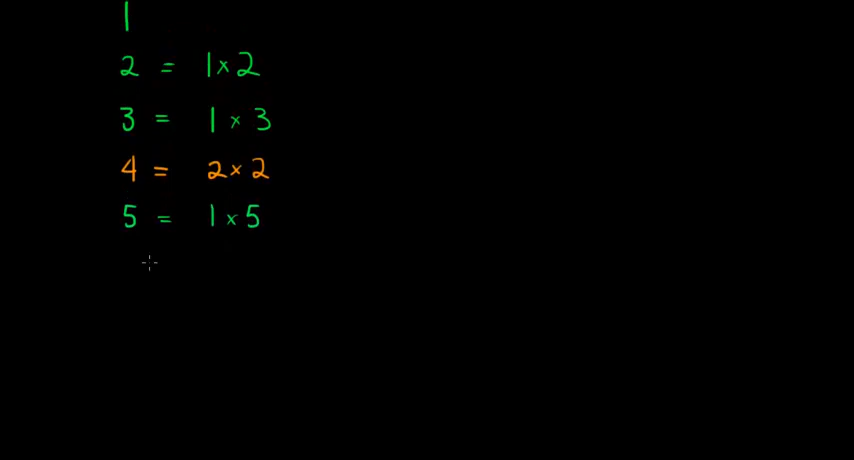 1
2 = 1 × 2
3 = 1 × 3
4 = 2 × 2
5 = 1 × 5